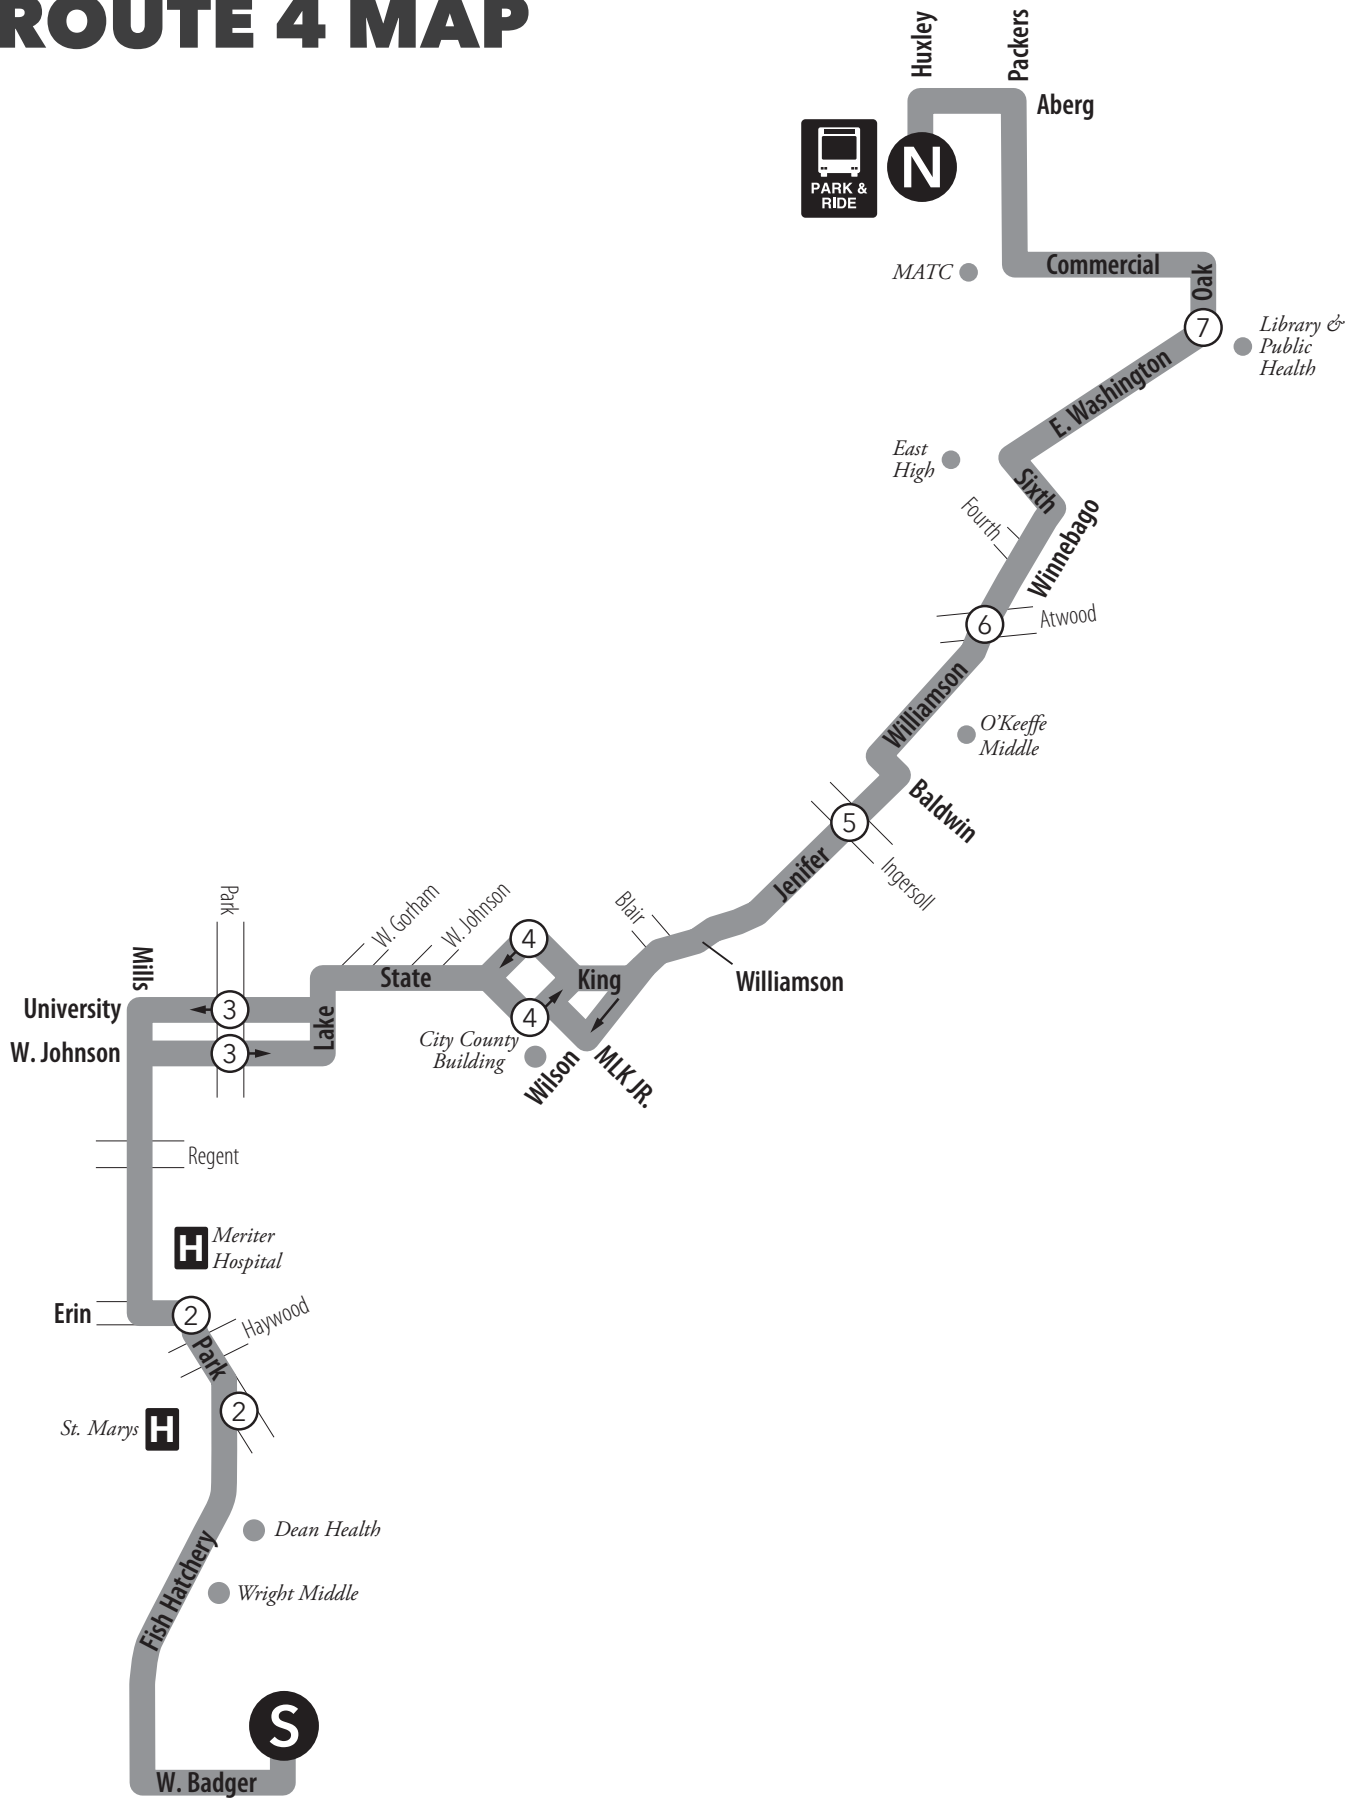 ROUTE 4 MAP
Huxley
Packers
Aberg
PARK &
RIDE
N
MATC
Commercial
Oak
7
Library &
Public
Health
E. Washington
East
High
Sixth
Fourth
Winnebago
6
Atwood
Williamson
O'Keeffe
Middle
Baldwin
5
Ingersoll
Jenifer
Park
W. Gorham
W. Johnson
Blair
4
Mills
State
King
Williamson
University
3
Lake
4
City County
Building
Wilson
MLK JR.
W. Johnson
3
Regent
H
Meriter
Hospital
Erin
2
Haywood
Park
2
St. Marys
H
Dean Health
Fish Hatchery
Wright Middle
S
W. Badger